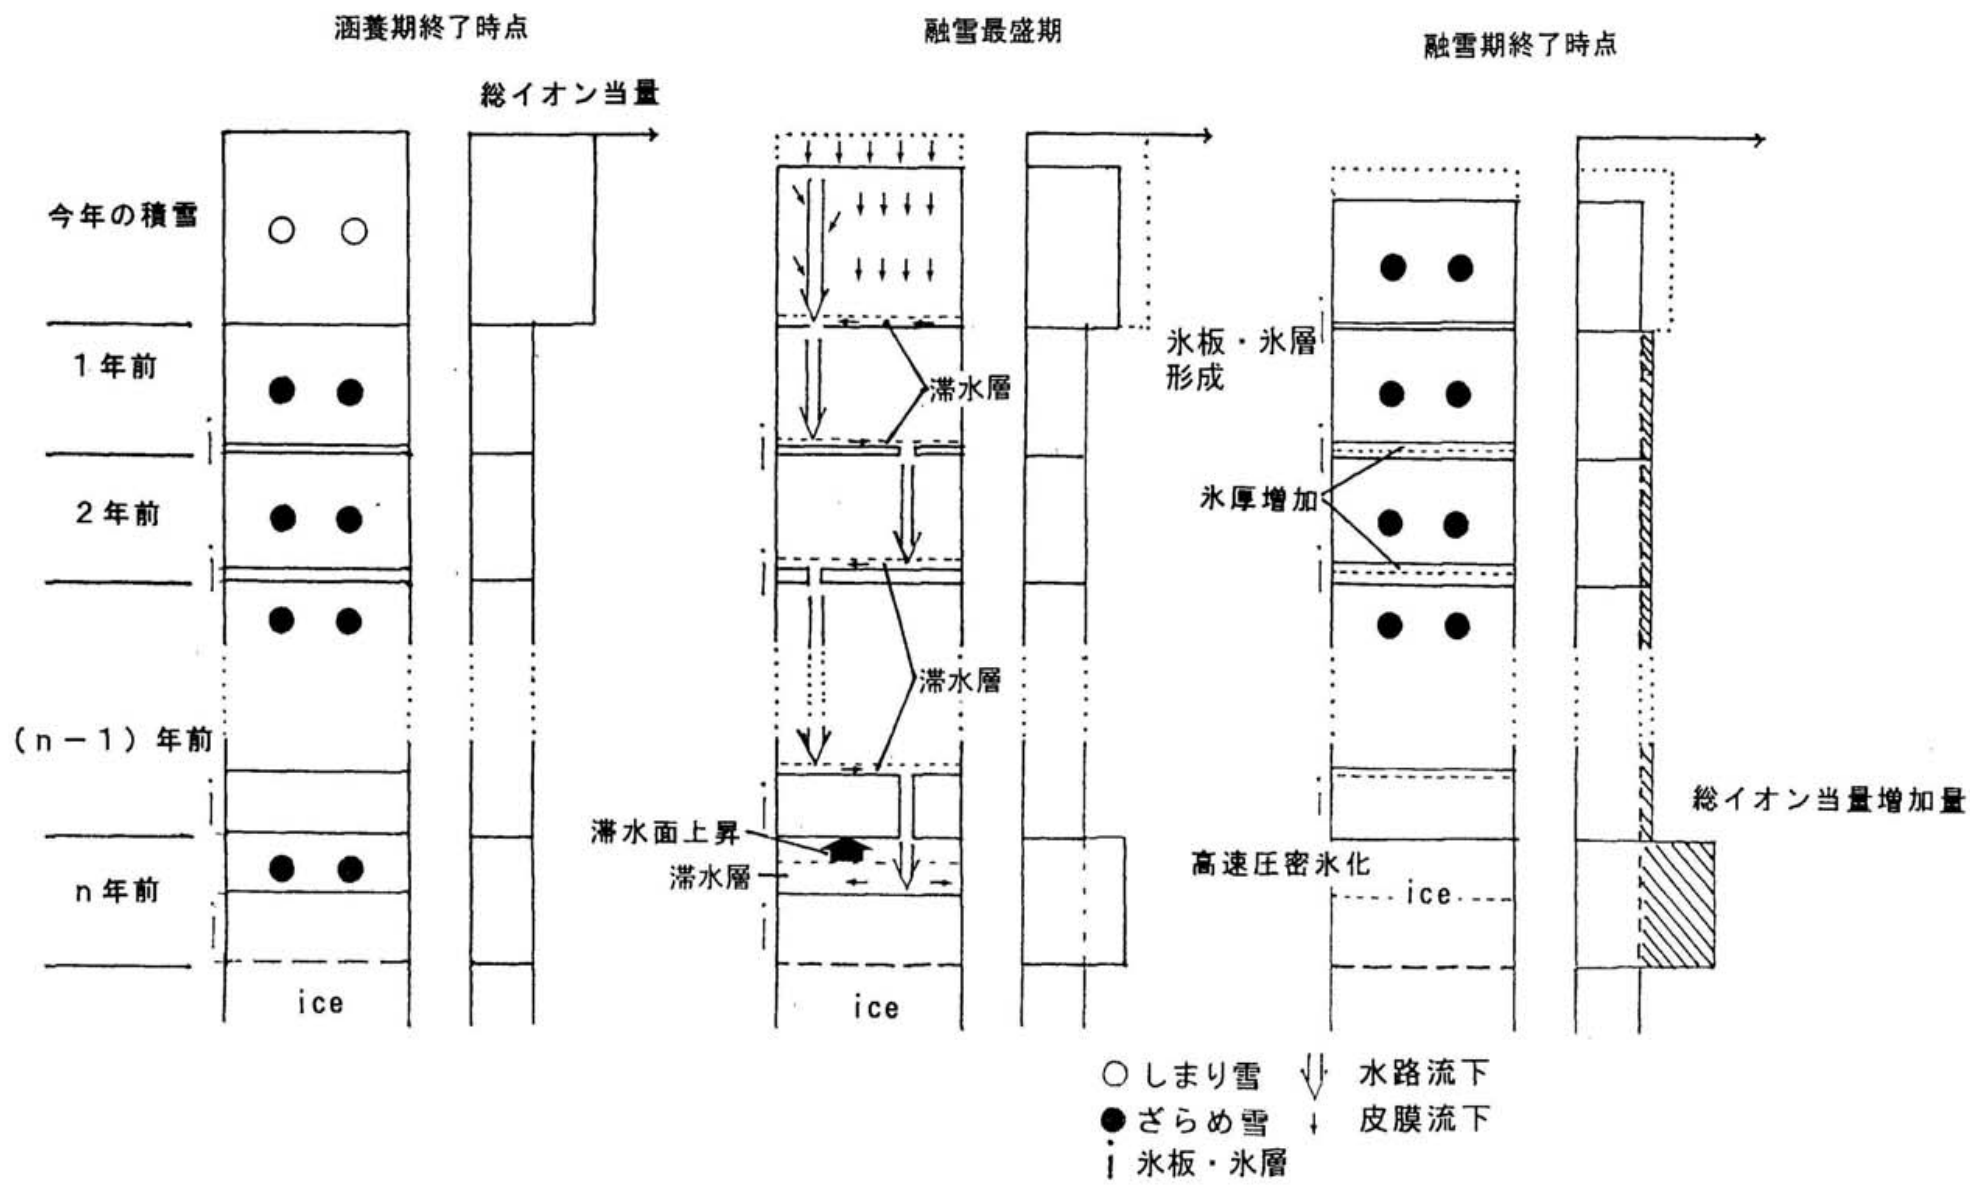 涵養期終了時点
融雪最盛期
融雪期終了時点
総イオン当量
今年の積雪
1年前
2年前
(n-1)年前
n年前
ice
滞水層
滞水層
滞水面上昇
滞水層
ice
氷板・氷層
形成
氷厚増加
高速圧密氷化
ice
総イオン当量増加量
○ しまり雪
水路流下
● ざらめ雪
皮膜流下
i 氷板・氷層